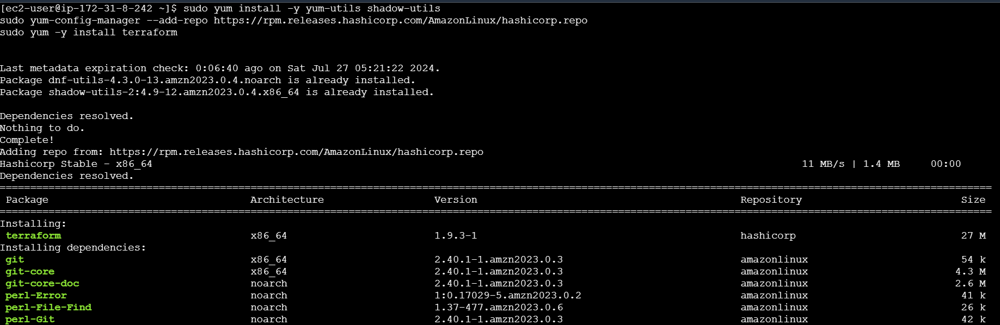 [ec2-user@ip-172-31-8-242 ~]$ sudo yum install -y yum-utils shadow-utils
sudo yum-config-manager --add-repo https://rpm.releases.hashicorp.com/AmazonLinux/hashicorp.repo
sudo yum -y install terraform
Last metadata expiration check: 0:06:40 ago on Sat Jul 27 05:21:22 2024.
Package dnf-utils-4.3.0-13.amzn2023.0.4.noarch is already installed.
Package shadow-utils-2:4.9-12.amzn2023.0.4.x86_64 is already installed.
Dependencies resolved.
Nothing to do.
Complete!
Adding repo from: https://rpm.releases.hashicorp.com/AmazonLinux/hashicorp.repo
Hashicorp Stable - x86_64 11 MB/s | 1.4 MB 00:00
Dependencies resolved.
Package Architecture Version Repository Size
Installing:
terraform x86_64 1.9.3-1 hashicorp 27 M
Installing dependencies:
git x86_64 2.40.1-1.amzn2023.0.3 amazonlinux 54 k
git-core x86_64 2.40.1-1.amzn2023.0.3 amazonlinux 4.3 M
git-core-doc noarch 2.40.1-1.amzn2023.0.3 amazonlinux 2.6 M
perl-Error noarch 1:0.17029-5.amzn2023.0.2 amazonlinux 41 k
perl-File-Find noarch 1.37-477.amzn2023.0.6 amazonlinux 26 k
perl-Git noarch 2.40.1-1.amzn2023.0.3 amazonlinux 42 k